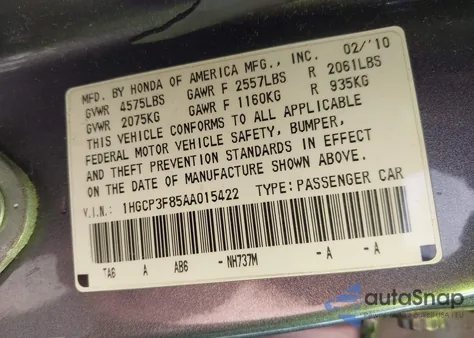 MFD. BY HONDA OF AMERICA MFG., INC. 02/'10
GVWR 4575LBS GAWR F 2557LBS R 2061LBS
GVWR 2075KG GAWR F 1160KG R 935KG
THIS VEHICLE CONFORMS TO ALL APPLICABLE
FEDERAL MOTOR VEHICLE SAFETY, BUMPER,
AND THEFT PREVENTION STANDARDS IN EFFECT
ON THE DATE OF MANUFACTURE SHOWN ABOVE.
V.I.N.: 1HGCP3F85AA015422 TYPE: PASSENGER CAR
TA6 A AB6 -NH737M -A -A
autoSnap